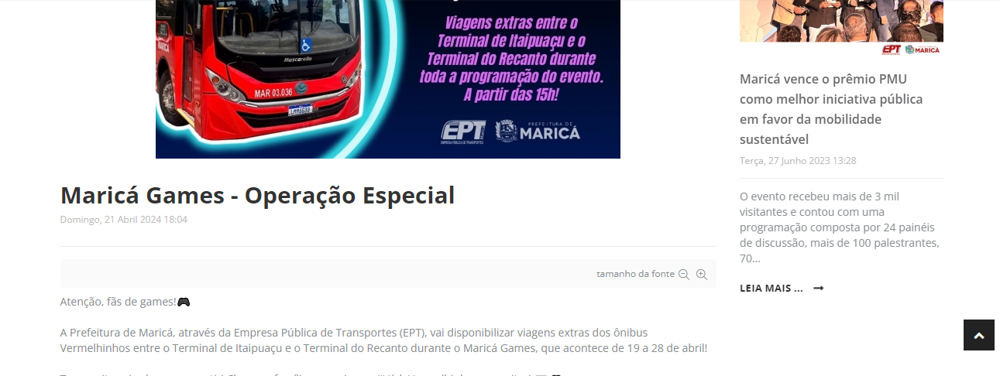 Viagens extras entre o
Terminal de Itaipuaçu e o
Terminal do Recanto durante
toda a programação do evento.
A partir das 15h!
EPT
MARICÁ
Mascarello
MAR 03.036
EPT
EMPRESA PÚBLICA DE TRANSPORTES
PREFEITURA DE
MARICÁ
Maricá Games - Operação Especial
Domingo, 21 Abril 2024 18:04
tamanho da fonte
Atenção, fãs de games!🎮
A Prefeitura de Maricá, através da Empresa Pública de Transportes (EPT), vai disponibilizar viagens extras dos ônibus
Vermelhinhos entre o Terminal de Itaipuaçu e o Terminal do Recanto durante o Maricá Games, que acontece de 19 a 28 de abril!
EPT
MARICÁ
Maricá vence o prêmio PMU
como melhor iniciativa pública
em favor da mobilidade
sustentável
Terça, 27 Junho 2023 13:28
O evento recebeu mais de 3 mil
visitantes e contou com uma
programação composta por 24 painéis
de discussão, mais de 100 palestrantes,
70...
LEIA MAIS ...